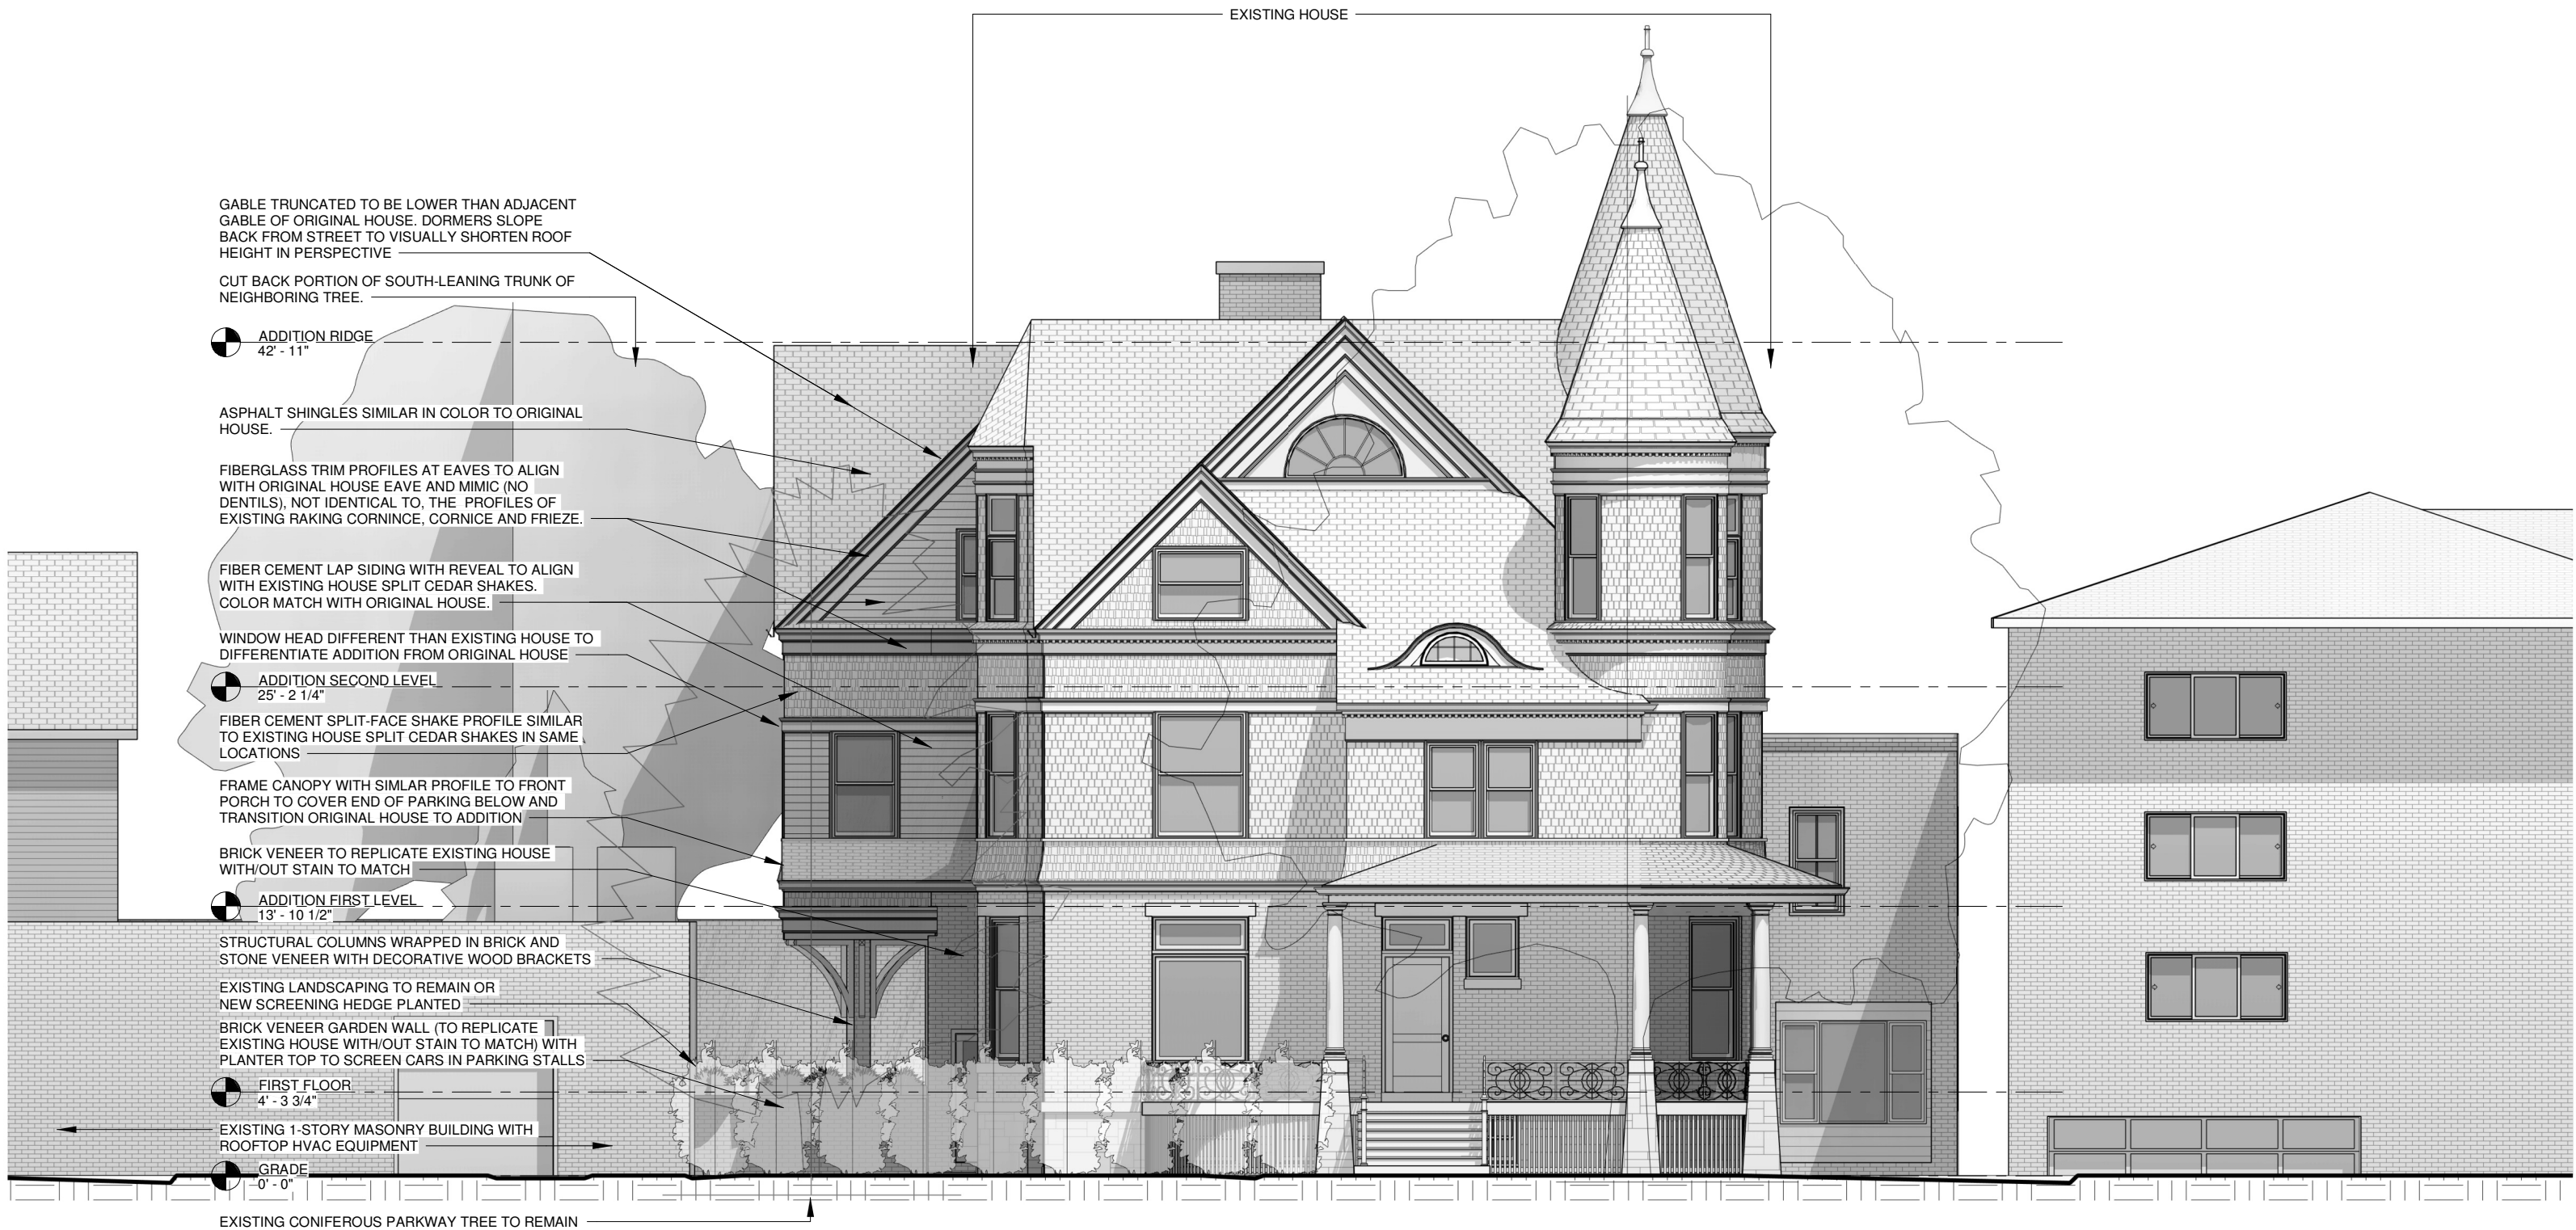 EXISTING HOUSE
GABLE TRUNCATED TO BE LOWER THAN ADJACENT
GABLE OF ORIGINAL HOUSE. DORMERS SLOPE
BACK FROM STREET TO VISUALLY SHORTEN ROOF
HEIGHT IN PERSPECTIVE
CUT BACK PORTION OF SOUTH-LEANING TRUNK OF
NEIGHBORING TREE.
ADDITION RIDGE
42' - 11"
ASPHALT SHINGLES SIMILAR IN COLOR TO ORIGINAL
HOUSE.
FIBERGLASS TRIM PROFILES AT EAVES TO ALIGN
WITH ORIGINAL HOUSE EAVE AND MIMIC (NO
DENTILS), NOT IDENTICAL TO, THE PROFILES OF
EXISTING RAKING CORNINCE, CORNICE AND FRIEZE.
FIBER CEMENT LAP SIDING WITH REVEAL TO ALIGN
WITH EXISTING HOUSE SPLIT CEDAR SHAKES.
COLOR MATCH WITH ORIGINAL HOUSE.
WINDOW HEAD DIFFERENT THAN EXISTING HOUSE TO
DIFFERENTIATE ADDITION FROM ORIGINAL HOUSE
ADDITION SECOND LEVEL
25' - 2 1/4"
FIBER CEMENT SPLIT-FACE SHAKE PROFILE SIMILAR
TO EXISTING HOUSE SPLIT CEDAR SHAKES IN SAME
LOCATIONS
FRAME CANOPY WITH SIMLAR PROFILE TO FRONT
PORCH TO COVER END OF PARKING BELOW AND
TRANSITION ORIGINAL HOUSE TO ADDITION
BRICK VENEER TO REPLICATE EXISTING HOUSE
WITH/OUT STAIN TO MATCH
ADDITION FIRST LEVEL
13' - 10 1/2"
STRUCTURAL COLUMNS WRAPPED IN BRICK AND
STONE VENEER WITH DECORATIVE WOOD BRACKETS
EXISTING LANDSCAPING TO REMAIN OR
NEW SCREENING HEDGE PLANTED
BRICK VENEER GARDEN WALL (TO REPLICATE
EXISTING HOUSE WITH/OUT STAIN TO MATCH) WITH
PLANTER TOP TO SCREEN CARS IN PARKING STALLS
FIRST FLOOR
4' - 3 3/4"
EXISTING 1-STORY MASONRY BUILDING WITH
ROOFTOP HVAC EQUIPMENT
GRADE
0' - 0"
EXISTING CONIFEROUS PARKWAY TREE TO REMAIN